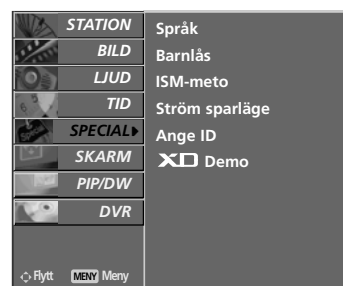 STATION
BILD
LJUD
TID
SPECIAL
SKARM
PIP/DW
DVR
Flytt MENY Meny
Språk
Barnlås
ISM-meto
Ström sparläge
Ange ID
XD Demo